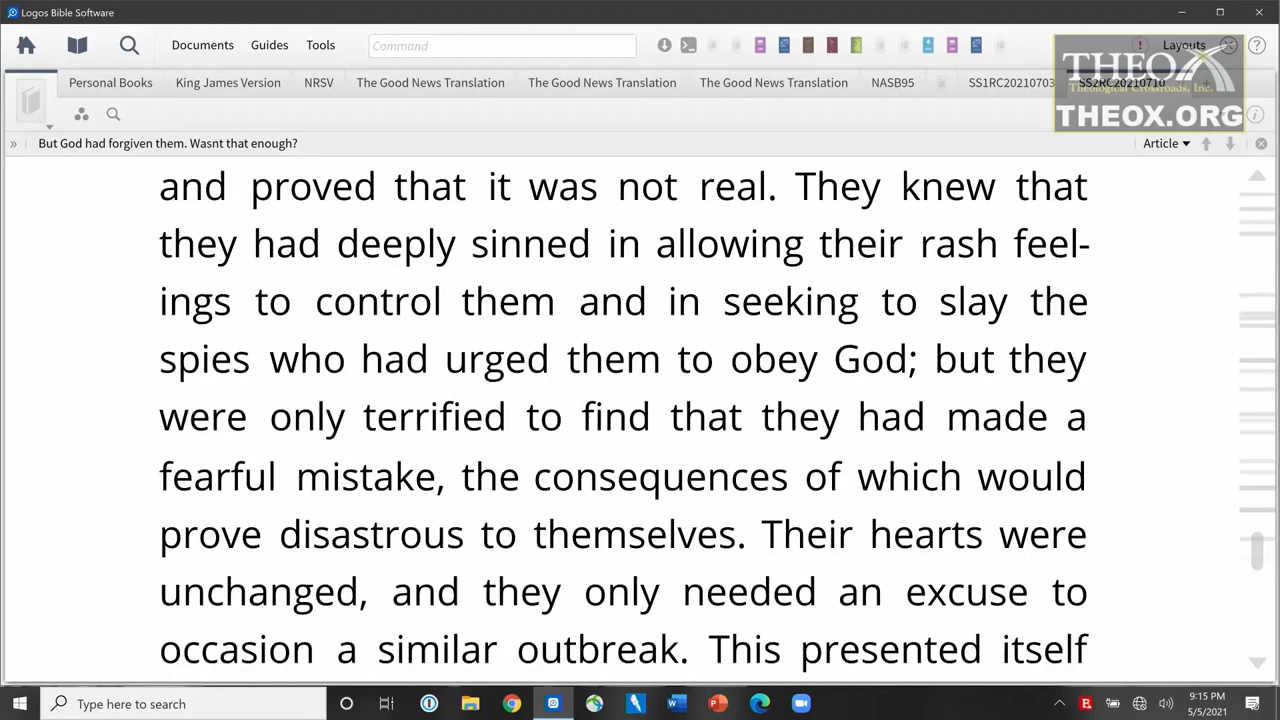 Logos Bible Software
Documents Guides Tools Command Layouts
THEOX
Theological Crossroads, Inc.
THEOX.ORG
Personal Books King James Version NRSV The Good News Translation The Good News Translation The Good News Translation NASB95 SS1RC20210703 SS2RC20210710
But God had forgiven them. Wasnt that enough? Article
and proved that it was not real. They knew that
they had deeply sinned in allowing their rash feel-
ings to control them and in seeking to slay the
spies who had urged them to obey God; but they
were only terrified to find that they had made a
fearful mistake, the consequences of which would
prove disastrous to themselves. Their hearts were
unchanged, and they only needed an excuse to
occasion a similar outbreak. This presented itself
Type here to search
9:15 PM
5/5/2021